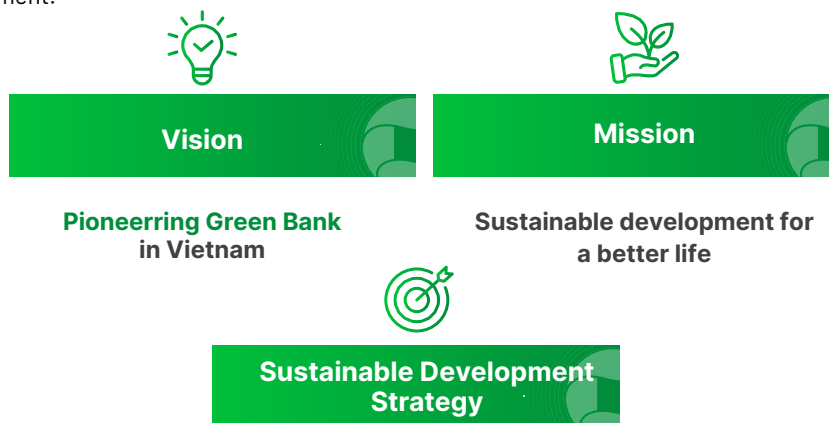 Vision
Mission
Pioneerring Green Bank
in Vietnam
Sustainable development for
a better life
Sustainable Development
Strategy